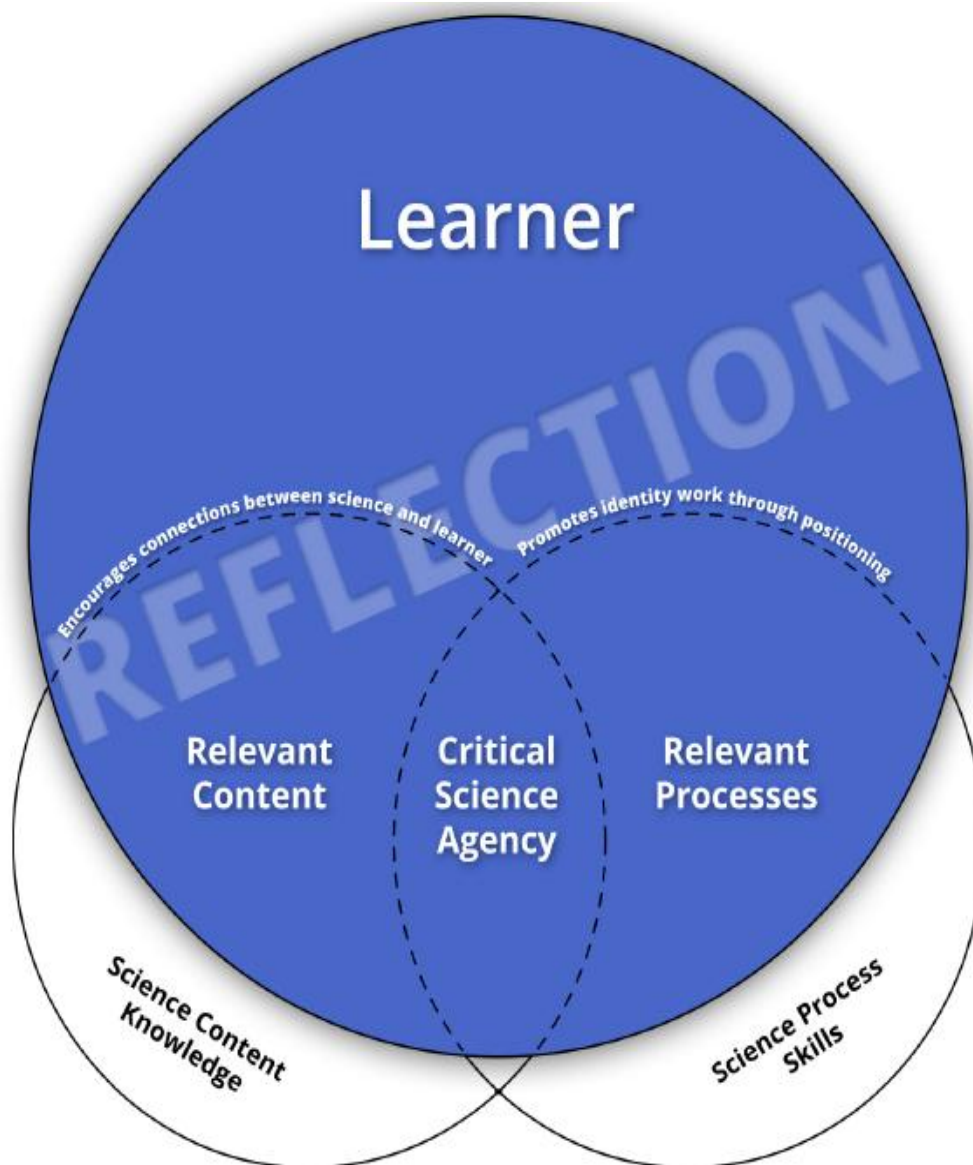 Learner
REFLECTION
Encourages connections between science and learner
Promotes identity work through positioning
Relevant
Content
Critical
Science
Agency
Relevant
Processes
Science Content
Knowledge
Science Process
Skills